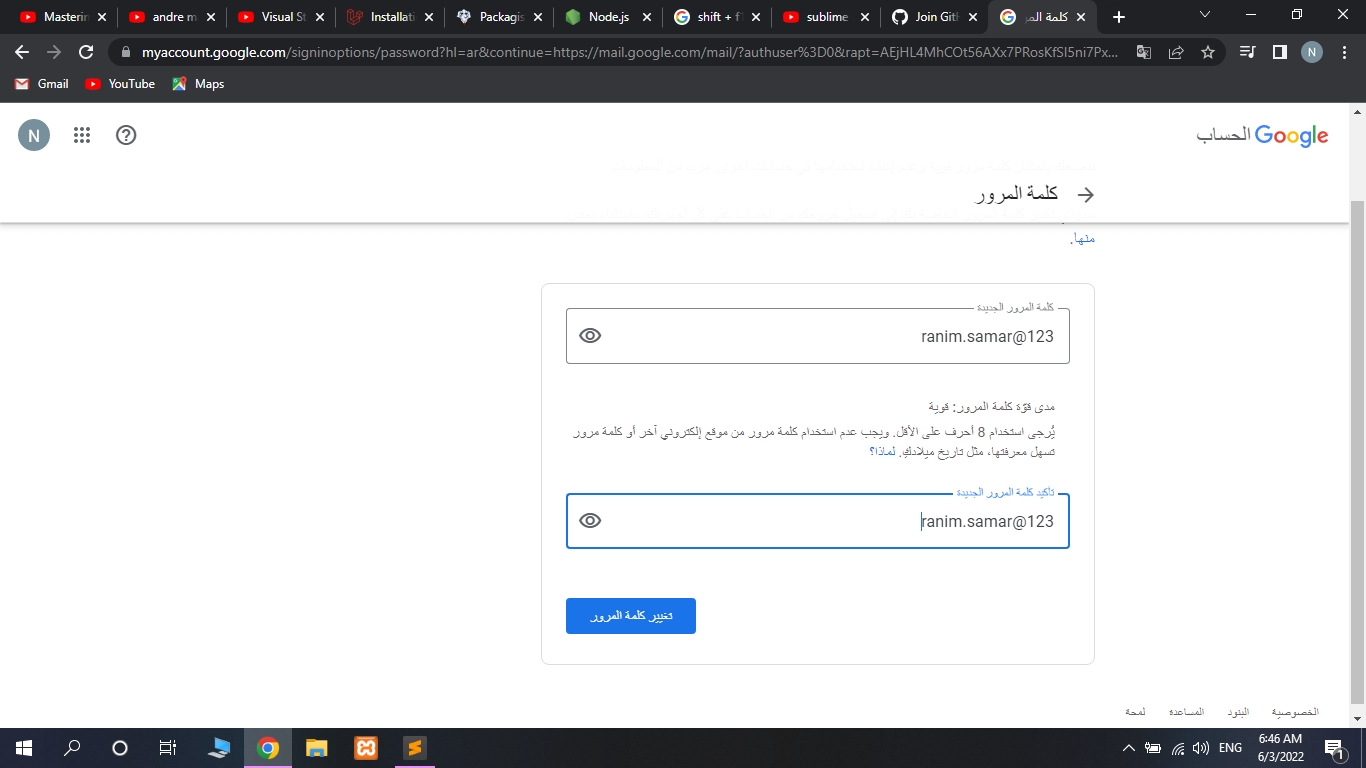 Masterin
andre m
Visual St
Installati
Packagis
Node.js
shift + f
sublime
Join Gith
كلمة المر
myaccount.google.com/signinoptions/password?hl=ar&continue=https://mail.google.com/mail/?authuser%3D0&rapt=AEjHL4MhCOt56AXx7PRosKfSI5ni7Px...
N
Gmail
YouTube
Maps
N
Google الحساب
كلمة المرور
منها.
كلمة المرور الجديدة
ranim.samar@123
مدى قوّة كلمة المرور: قوية
يُرجى استخدام 8 أحرف على الأقل. ويجب عدم استخدام كلمة مرور من موقع إلكتروني آخر أو كلمة مرور
تسهل معرفتها، مثل تاريخ ميلادكِ. لماذا؟
تأكيد كلمة المرور الجديدة
ranim.samar@123
تغيير كلمة المرور
الخصوصية
البنود
المساعدة
لمحة
ENG
6:46 AM
6/3/2022
1